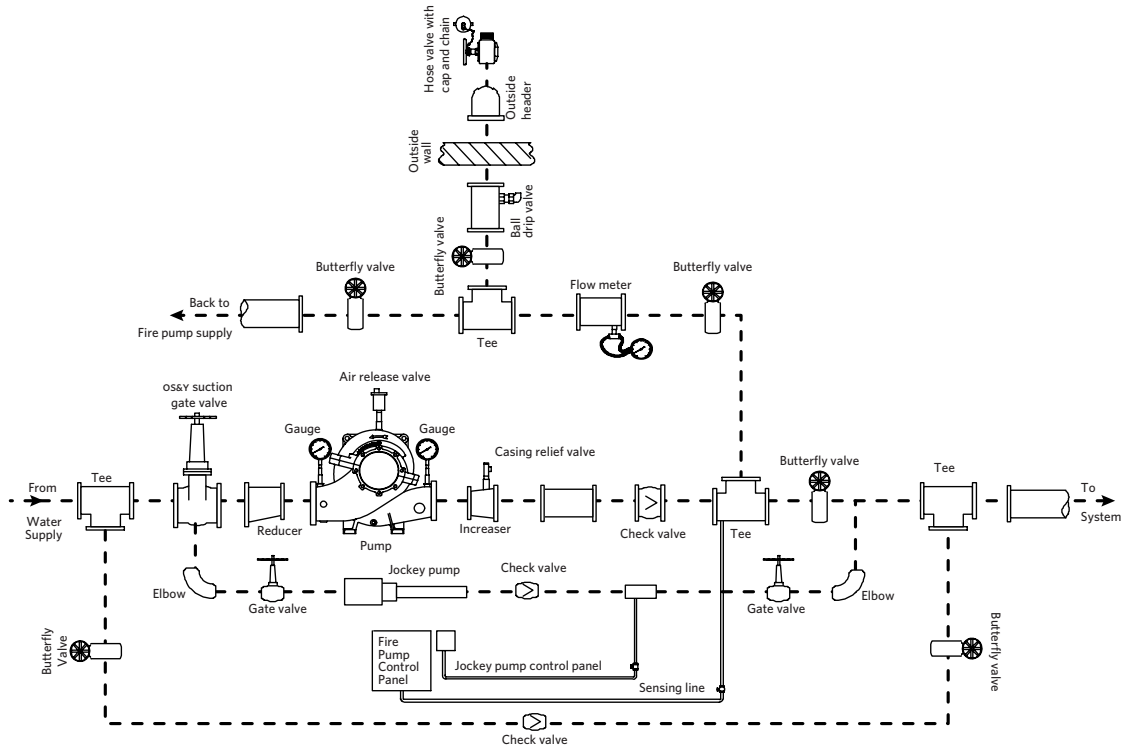 Hose valve with
cap and chain
Outside
header
Outside
wall
Ball
drip valve
Butterfly valve
Butterfly valve
Flow meter
Butterfly valve
Back to
Fire pump supply
Tee
Air release valve
OS&Y suction
gate valve
Gauge
Gauge
Casing relief valve
Butterfly valve
Tee
Tee
From
Water
Supply
To
System
Reducer
Pump
Increaser
Check valve
Tee
Elbow
Gate valve
Jockey pump
Check valve
Gate valve
Elbow
Butterfly
Valve
Fire
Pump
Control
Panel
Jockey pump control panel
Sensing line
Butterfly valve
Check valve